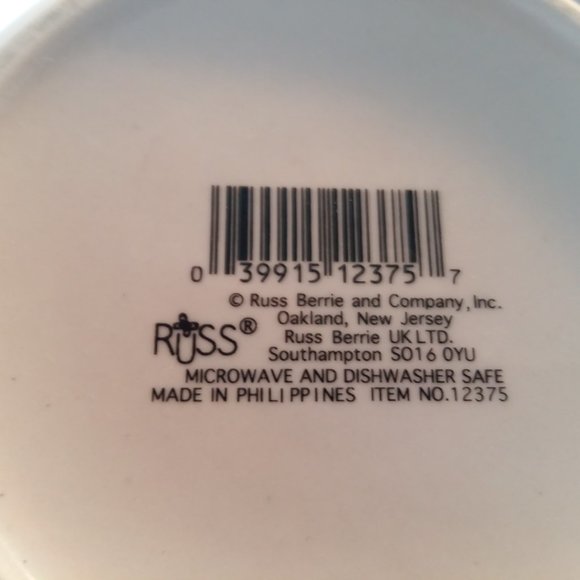 0 39915 12375 7
© Russ Berrie and Company, Inc.
Oakland, New Jersey
RUSS®
Russ Berrie UK LTD.
Southampton SO16 0YU
MICROWAVE AND DISHWASHER SAFE
MADE IN PHILIPPINES ITEM NO.12375